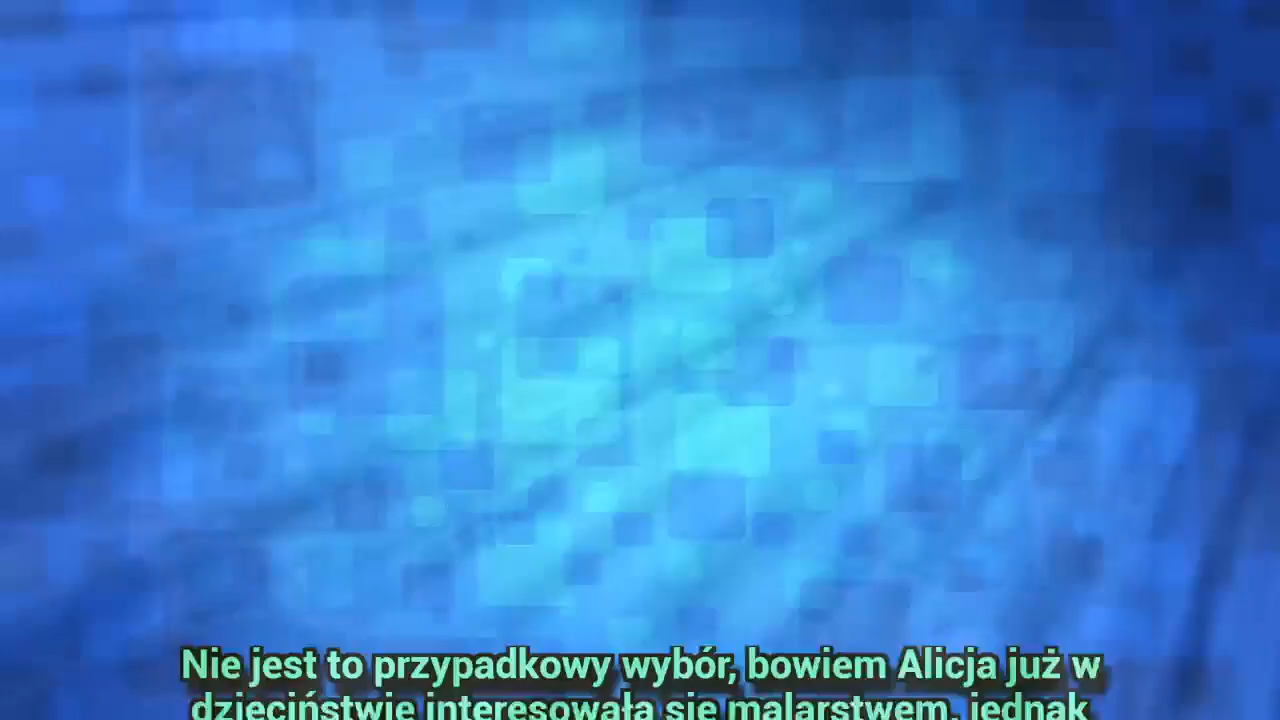 Nie jest to przypadkowy wybór, bowiem Alicja już w
dzieciństwie interesowała się malarstwem, jednak